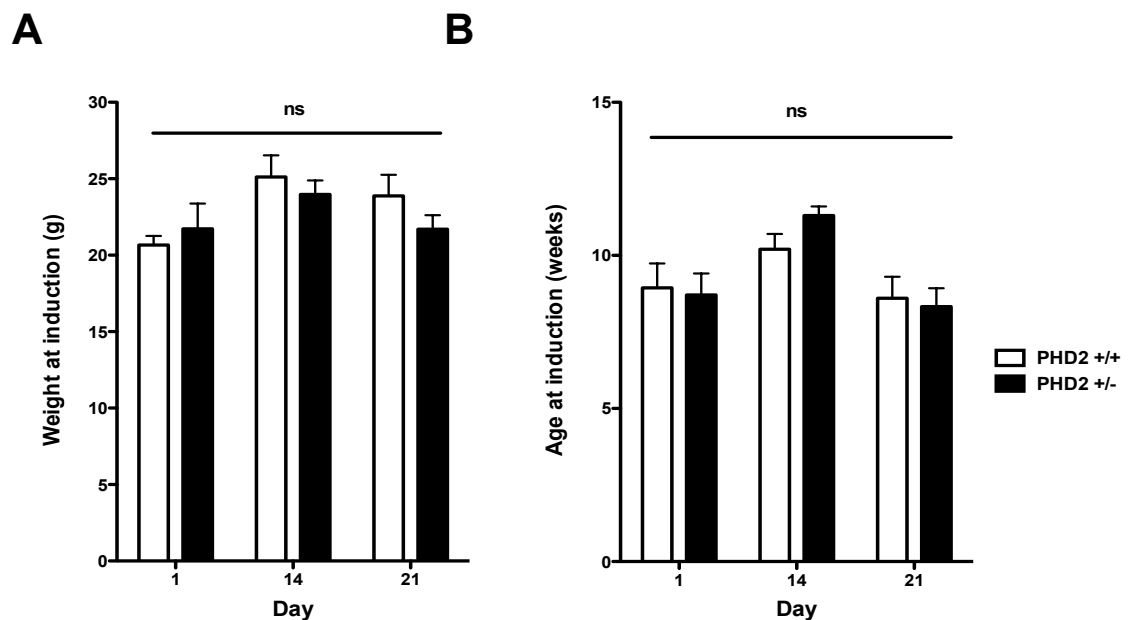 A
B
ns
30
25
20
15
10
5
0
Weight at induction (g)
1
14
21
Day
ns
15
10
5
0
Age at induction (weeks)
1
14
21
Day
PHD2 +/+
PHD2 +/-